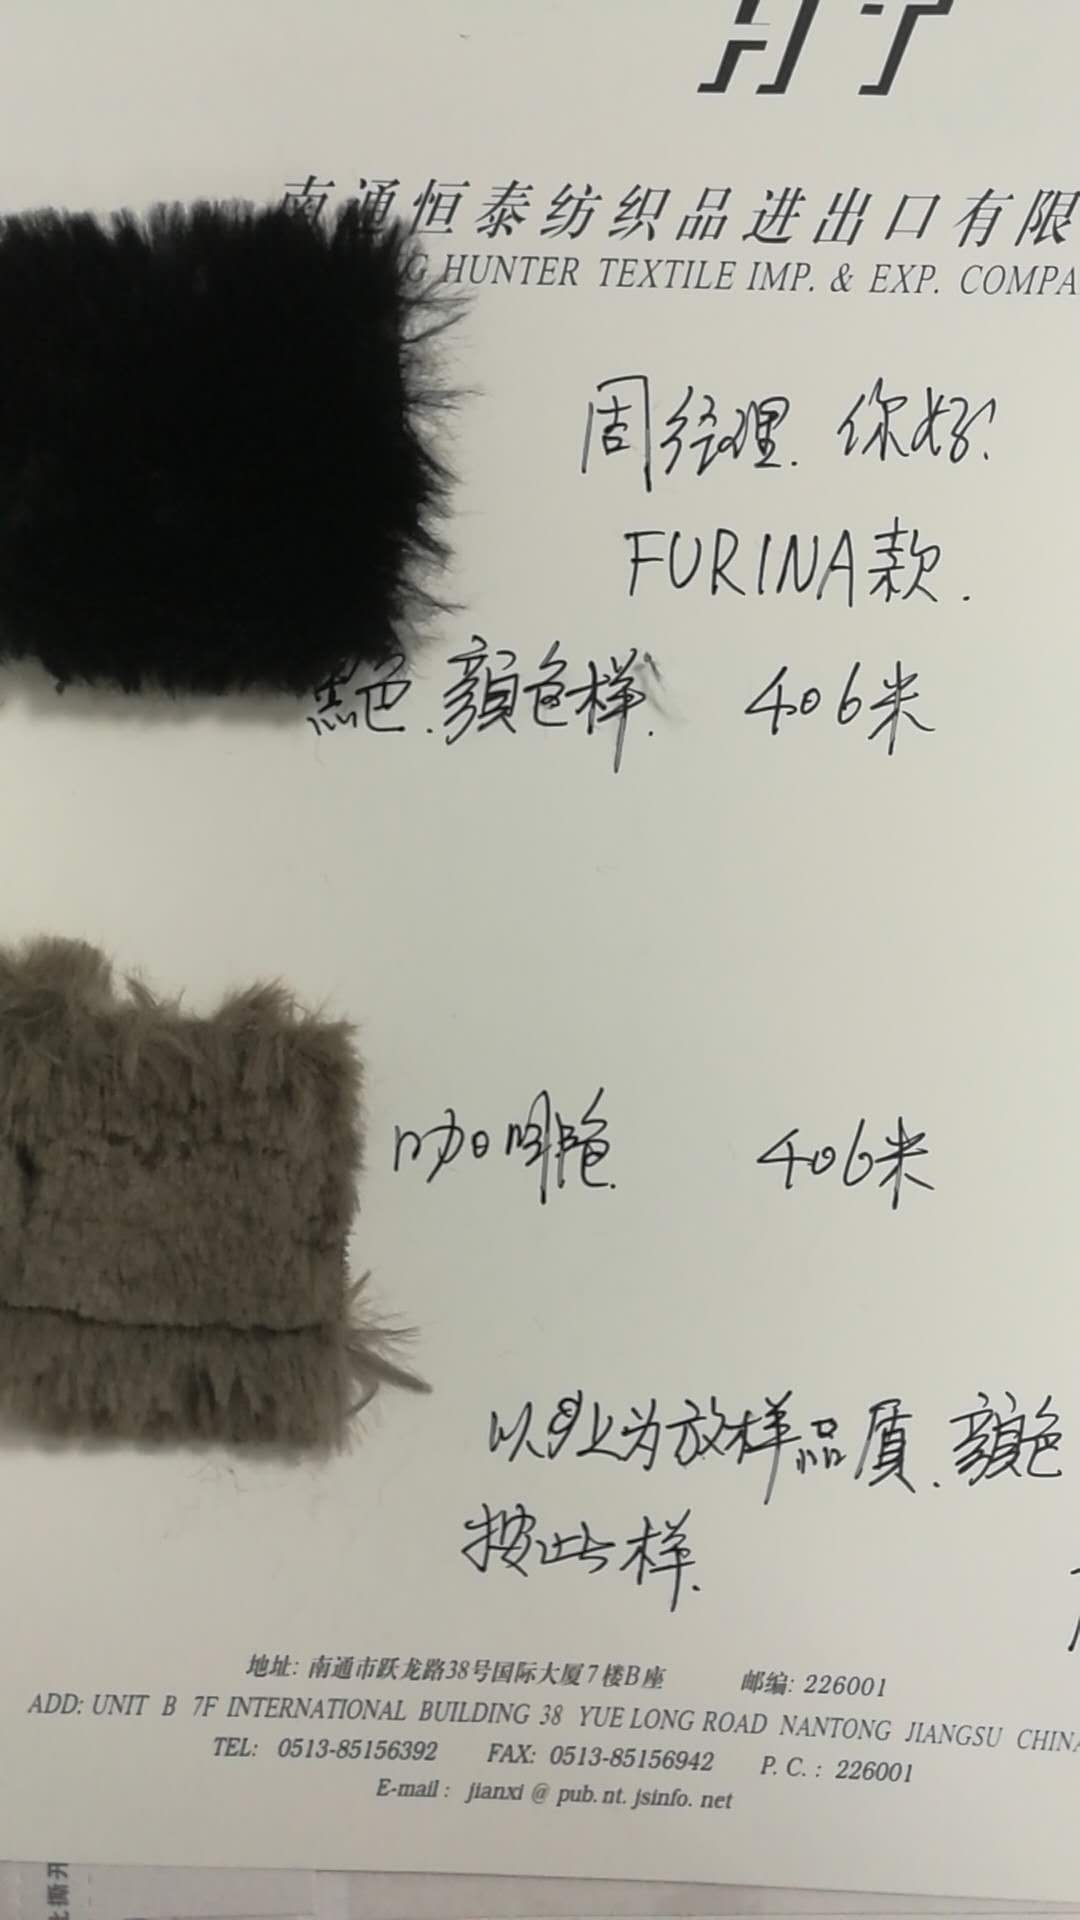 南通恒泰纺织品进出口有限
G HUNTER TEXTILE IMP. & EXP. COMPA
周经理.你好!
FURINA款.
黑色.颜色样. 406米
咖啡色. 406米
以上为放样品质.颜色
按此样.
地址: 南通市跃龙路38号国际大厦7楼B座 邮编: 226001
ADD: UNIT B 7F INTERNATIONAL BUILDING 38 YUE LONG ROAD NANTONG JIANGSU CHINA
TEL: 0513-85156392 FAX: 0513-85156942 P. C. : 226001
E-mail : jianxi @ pub. nt. jsinfo. net